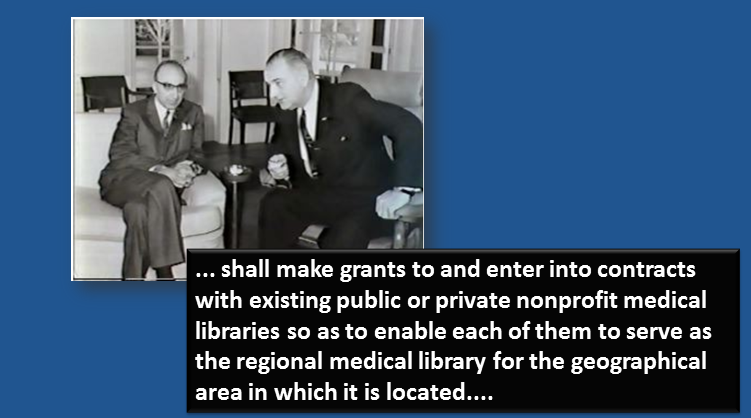 ... shall make grants to and enter into contracts
with existing public or private nonprofit medical
libraries so as to enable each of them to serve as
the regional medical library for the geographical
area in which it is located....